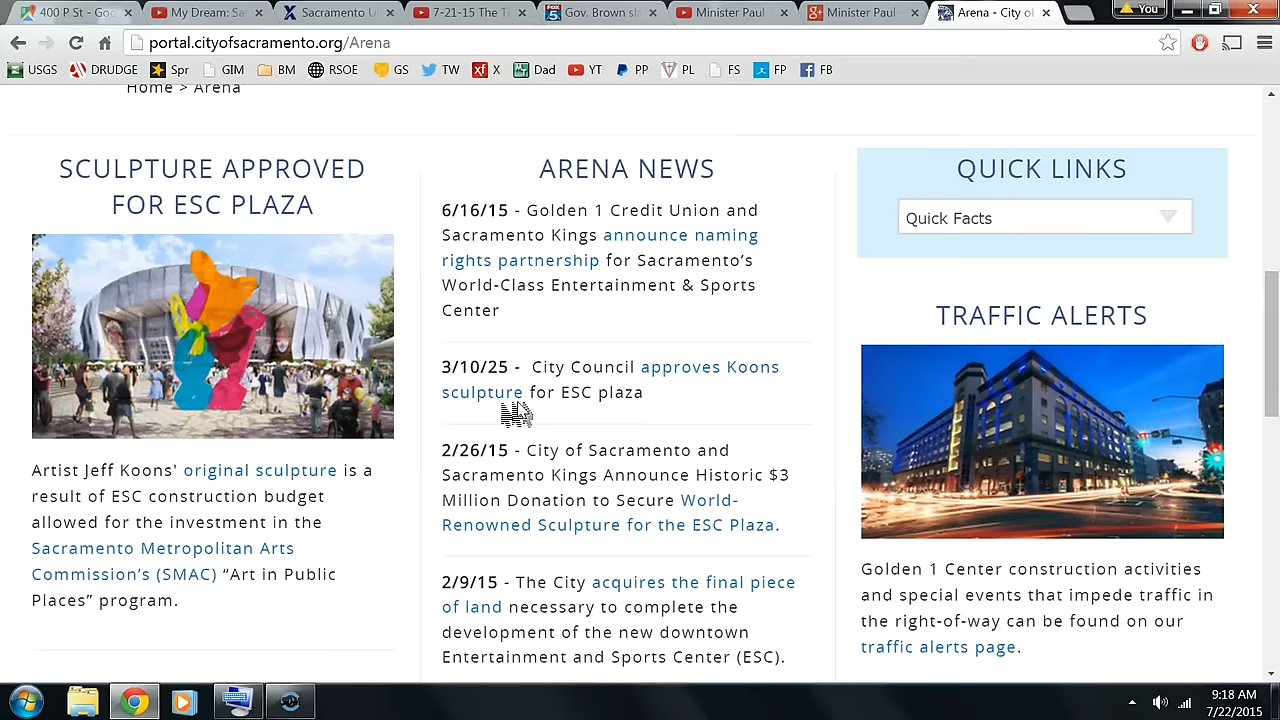 400 P St - Goo
My Dream: Sac
Sacramento U
7-21-15 The T
Gov. Brown sl
Minister Paul
Minister Paul
Arena - City of
You
portal.cityofsacramento.org/Arena
USGS DRUDGE Spr GIM BM RSOE GS TW X Dad YT PP PL FS FP FB
Home > Arena
SCULPTURE APPROVED
FOR ESC PLAZA
Artist Jeff Koons' original sculpture is a
result of ESC construction budget
allowed for the investment in the
Sacramento Metropolitan Arts
Commission's (SMAC) “Art in Public
Places” program.
ARENA NEWS
6/16/15 - Golden 1 Credit Union and
Sacramento Kings announce naming
rights partnership for Sacramento’s
World-Class Entertainment & Sports
Center
3/10/25 - City Council approves Koons
sculpture for ESC plaza
2/26/15 - City of Sacramento and
Sacramento Kings Announce Historic $3
Million Donation to Secure World-
Renowned Sculpture for the ESC Plaza.
2/9/15 - The City acquires the final piece
of land necessary to complete the
development of the new downtown
Entertainment and Sports Center (ESC).
QUICK LINKS
Quick Facts
TRAFFIC ALERTS
Golden 1 Center construction activities
and special events that impede traffic in
the right-of-way can be found on our
traffic alerts page.
9:18 AM
7/22/2015